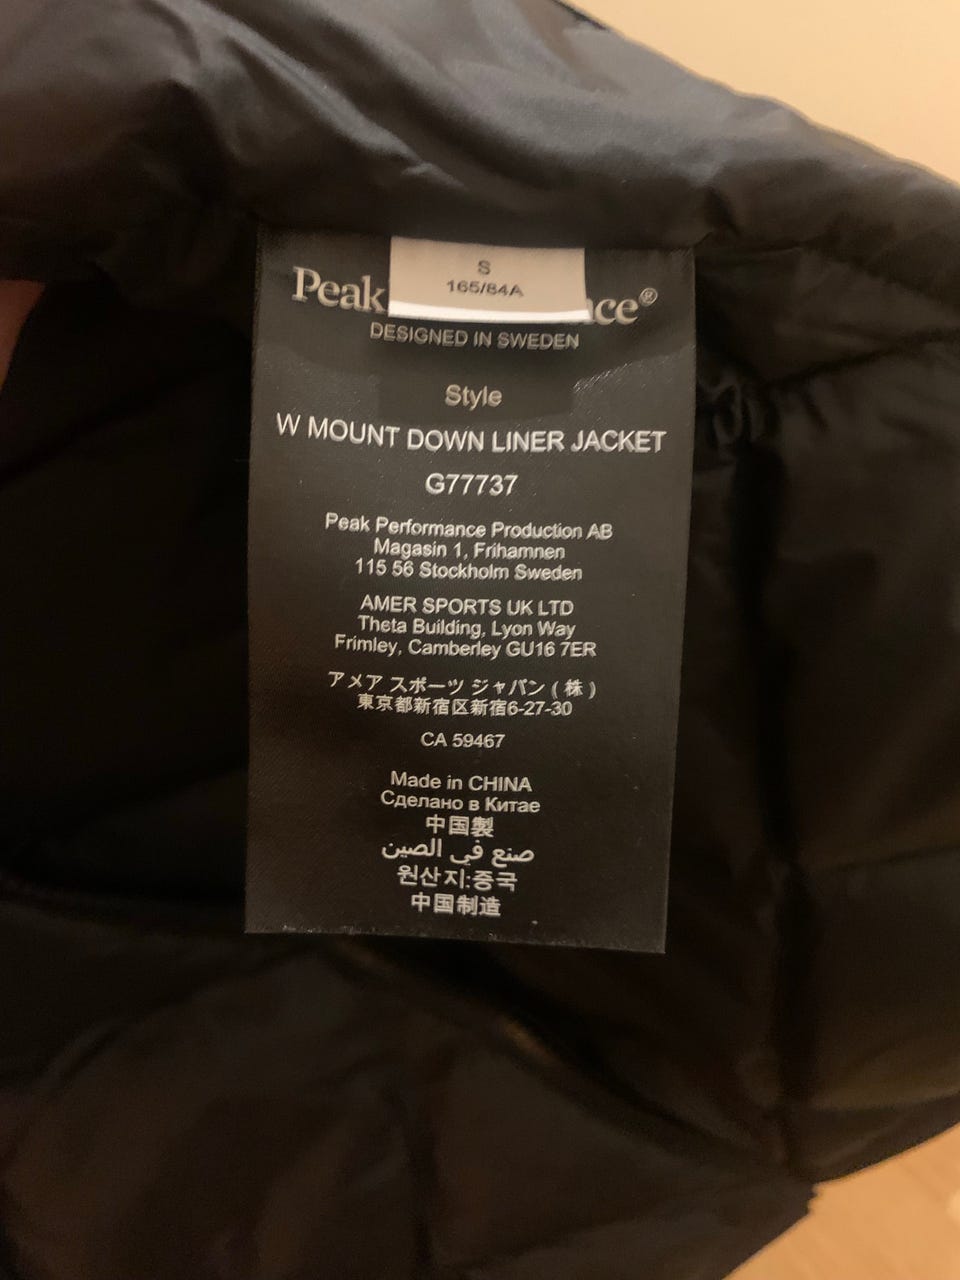 S
165/84A
Peak ce®
DESIGNED IN SWEDEN
Style
W MOUNT DOWN LINER JACKET
G77737
Peak Performance Production AB
Magasin 1, Frihamnen
115 56 Stockholm Sweden
AMER SPORTS UK LTD
Theta Building, Lyon Way
Frimley, Camberley GU16 7ER
アメア スポーツ ジャパン ( 株 )
東京都新宿区新宿6-27-30
CA 59467
Made in CHINA
Сделано в Китае
中国製
صنع في الصين
원산지:중국
中国制造